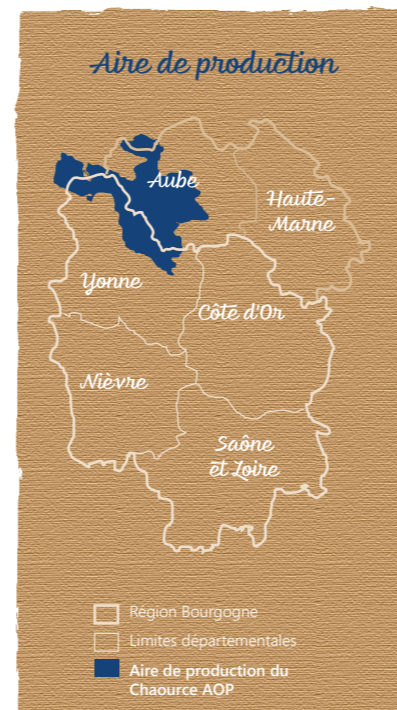 Aire de production
Aube
Haute-
Marne
Yonne
Côte d'Or
Nièvre
Saône
et Loire
Région Bourgogne
Limites départementales
Aire de production du
Chaource AOP